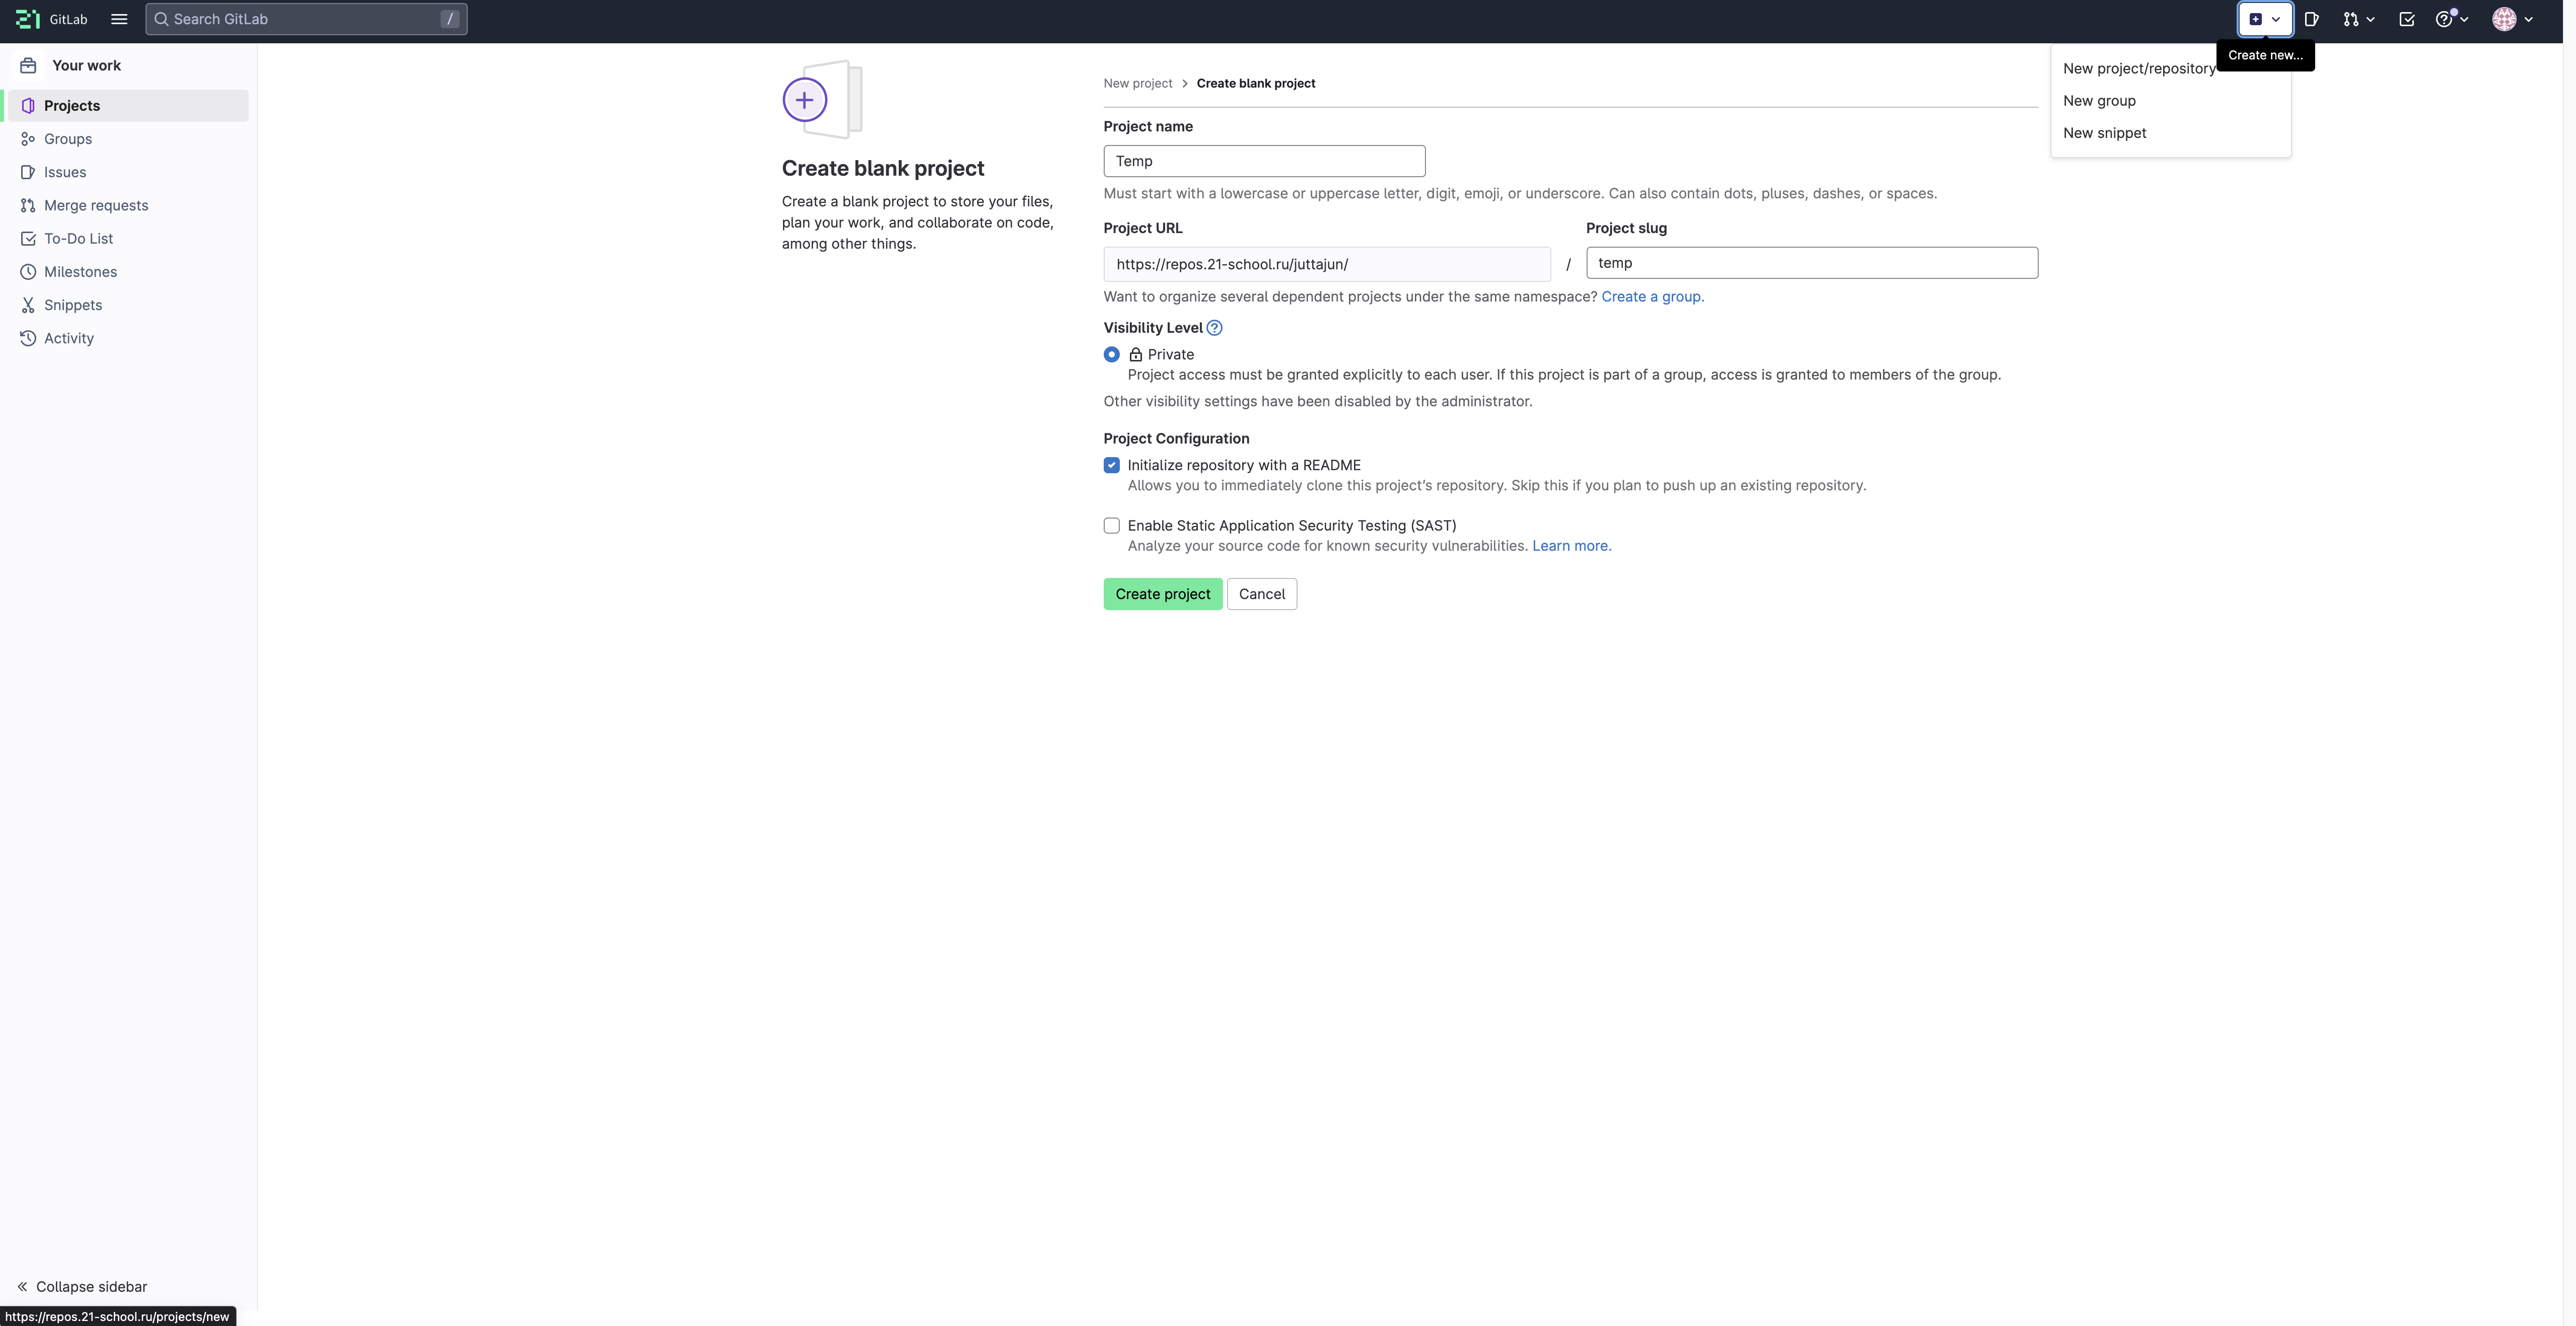 GitLab
Search GitLab
/
Create new...
New project/repository
New group
New snippet
Your work
Projects
Groups
Issues
Merge requests
To-Do List
Milestones
Snippets
Activity
Create blank project
Create a blank project to store your files,
plan your work, and collaborate on code,
among other things.
New project > Create blank project
Project name
Temp
Must start with a lowercase or uppercase letter, digit, emoji, or underscore. Can also contain dots, pluses, dashes, or spaces.
Project URL
Project slug
https://repos.21-school.ru/juttajun/
/
temp
Want to organize several dependent projects under the same namespace? Create a group.
Visibility Level
Private
Project access must be granted explicitly to each user. If this project is part of a group, access is granted to members of the group.
Other visibility settings have been disabled by the administrator.
Project Configuration
Initialize repository with a README
Allows you to immediately clone this project’s repository. Skip this if you plan to push up an existing repository.
Enable Static Application Security Testing (SAST)
Analyze your source code for known security vulnerabilities. Learn more.
Create project
Cancel
Collapse sidebar
https://repos.21-school.ru/projects/new